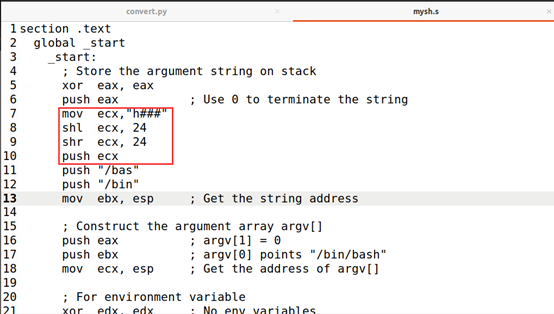 convert.py
mysh.s
1 section .text
2 global _start
3 _start:
4 ; Store the argument string on stack
5 xor eax, eax
6 push eax ; Use 0 to terminate the string
7 mov ecx,"h###"
8 shl ecx, 24
9 shr ecx, 24
10 push ecx
11 push "/bas"
12 push "/bin"
13 mov ebx, esp ; Get the string address
14
15 ; Construct the argument array argv[]
16 push eax ; argv[1] = 0
17 push ebx ; argv[0] points "/bin/bash"
18 mov ecx, esp ; Get the address of argv[]
19
20 ; For environment variable
21 xor edx, edx ; No env variables